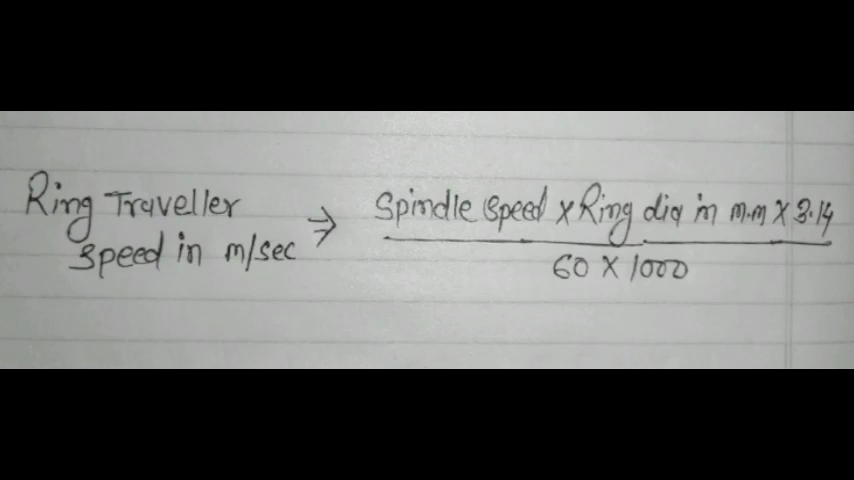 Ring Traveller
speed in m/sec ⇒
Spindle speed x Ring dia in m.m x 3.14
60 x 1000